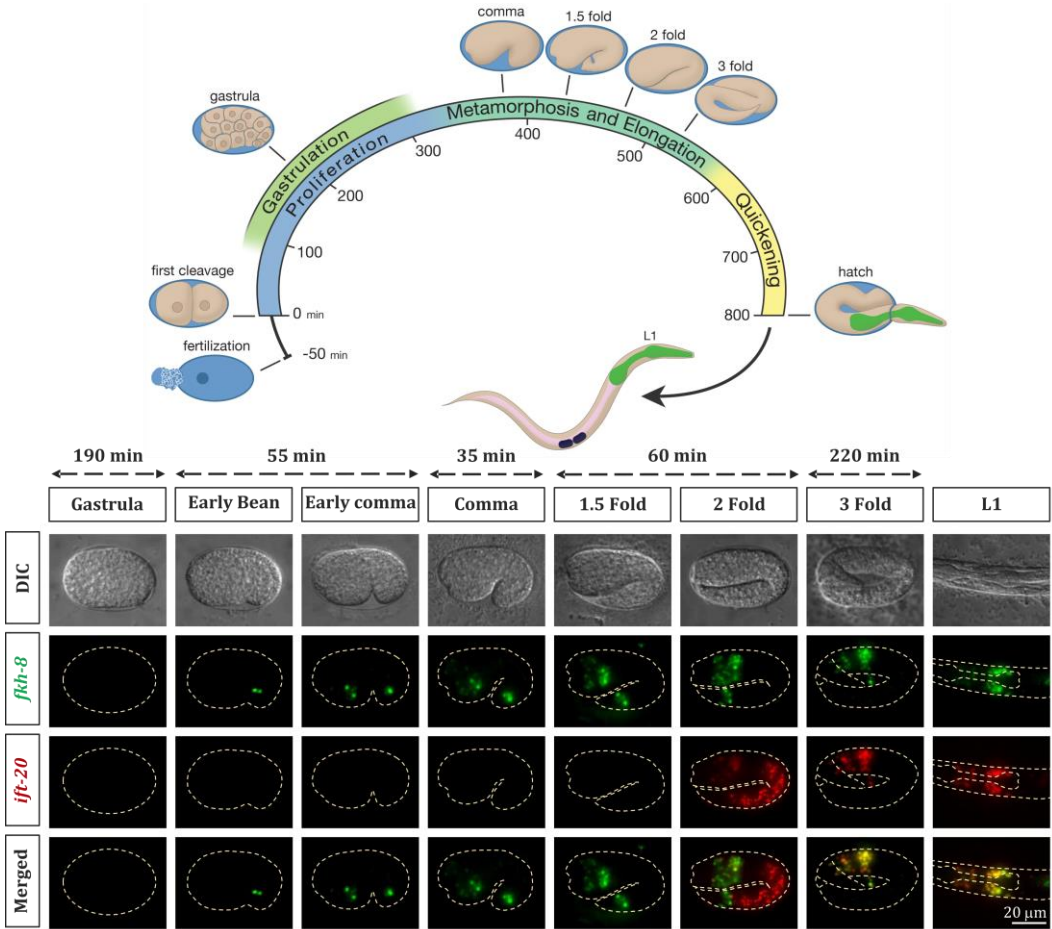 comma
1.5 fold
2 fold
3 fold
gastrula
Metamorphosis and Elongation
Gastrulation
Proliferation
Quickening
400
300
500
200
600
100
700
first cleavage
0 min
800
hatch
fertilization
-50 min
L1
190 min 55 min 35 min 60 min 220 min
Gastrula Early Bean Early comma Comma 1.5 Fold 2 Fold 3 Fold L1
DIC
fkh-8
ift-20
Merged
20 µm